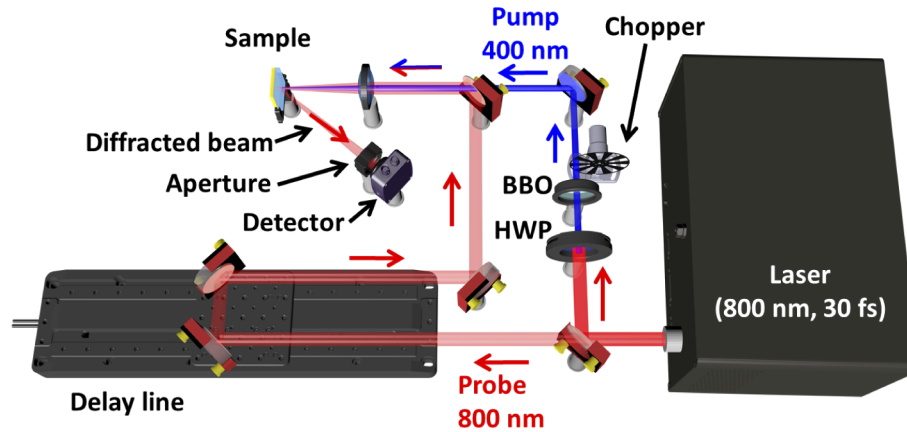 Sample
Pump
400 nm
Chopper
Diffracted beam
Aperture
Detector
BBO
HWP
Laser
(800 nm, 30 fs)
Probe
800 nm
Delay line